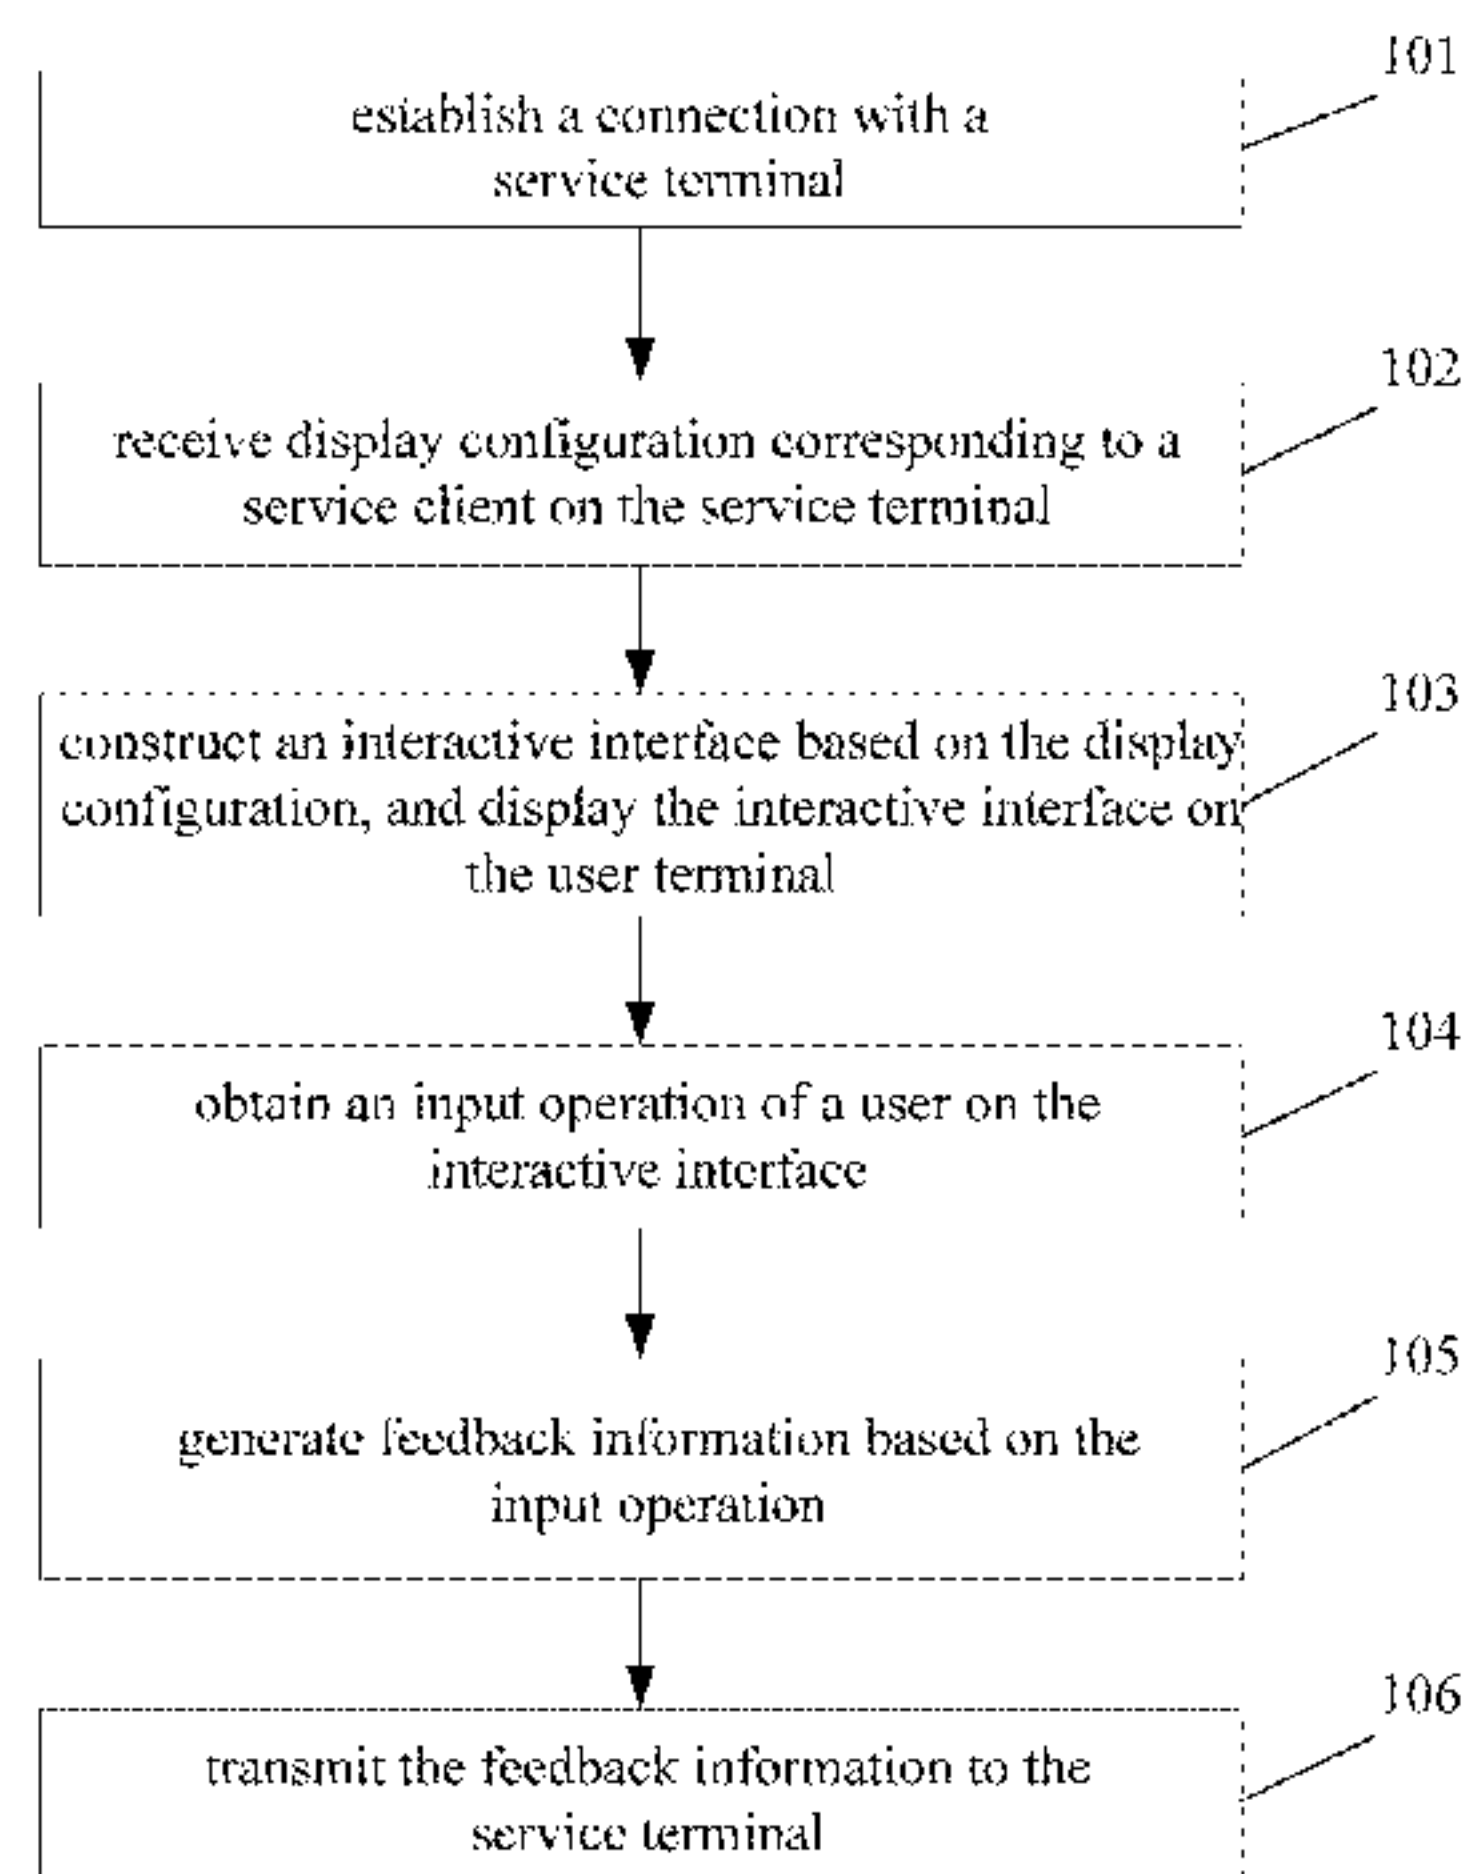 101
establish a connection with a
service terminal
102
receive display configuration corresponding to a
service client on the service terminal
103
construct an interactive interface based on the display
configuration, and display the interactive interface on
the user terminal
104
obtain an input operation of a user on the
interactive interface
105
generate feedback information based on the
input operation
106
transmit the feedback information to the
service terminal